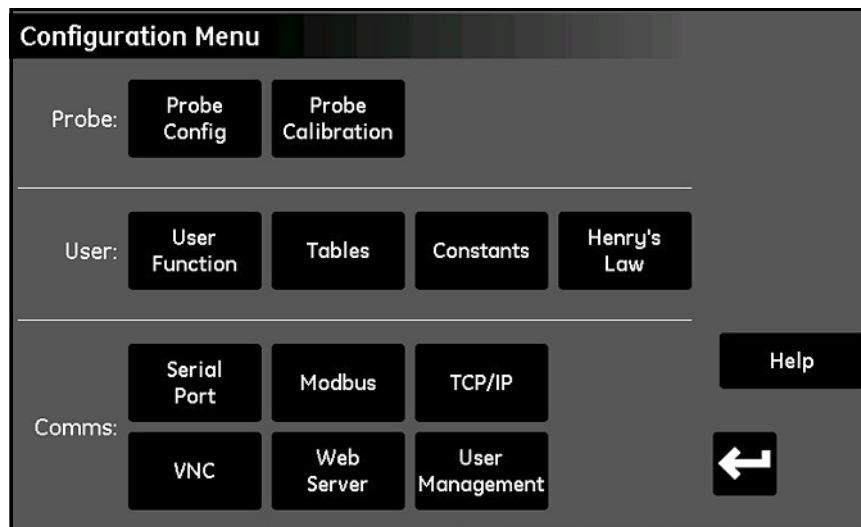 Configuration Menu
Probe:
Probe
Config
Probe
Calibration
User:
User
Function
Tables
Constants
Henry's
Law
Comms:
Serial
Port
Modbus
TCP/IP
VNC
Web
Server
User
Management
Help